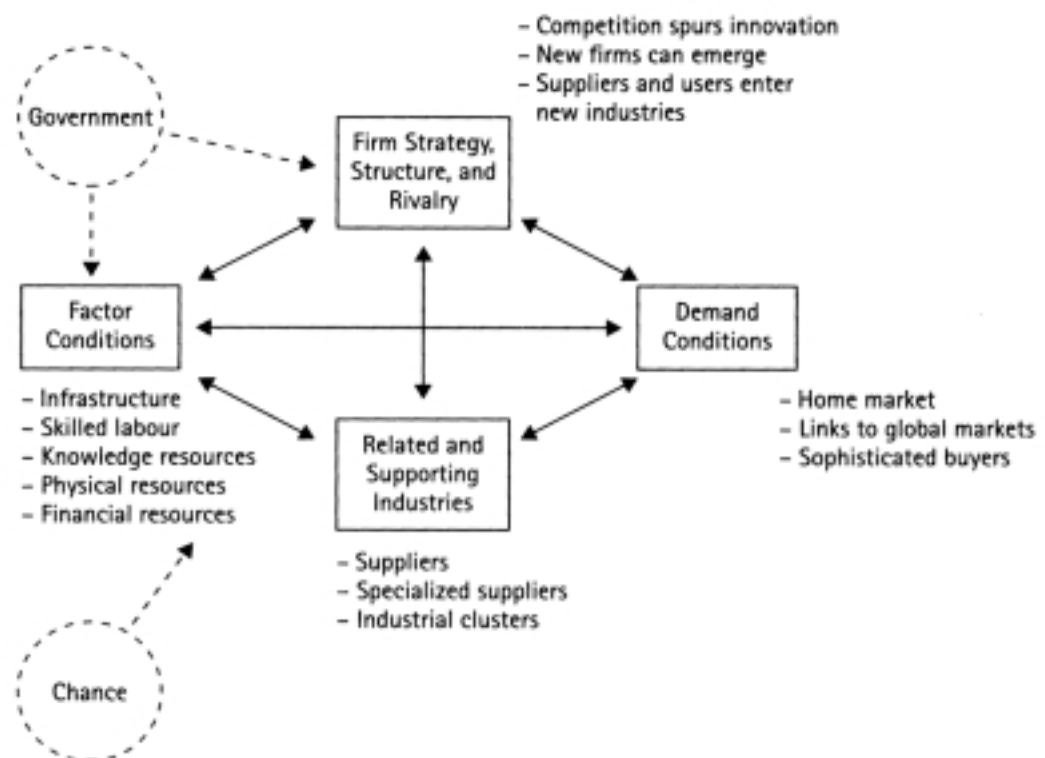 – Competition spurs innovation
– New firms can emerge
– Suppliers and users enter
new industries
Government
Firm Strategy,
Structure, and
Rivalry
Factor
Conditions
Demand
Conditions
– Infrastructure
– Skilled labour
– Knowledge resources
– Physical resources
– Financial resources
– Home market
– Links to global markets
– Sophisticated buyers
Related and
Supporting
Industries
– Suppliers
– Specialized suppliers
– Industrial clusters
Chance